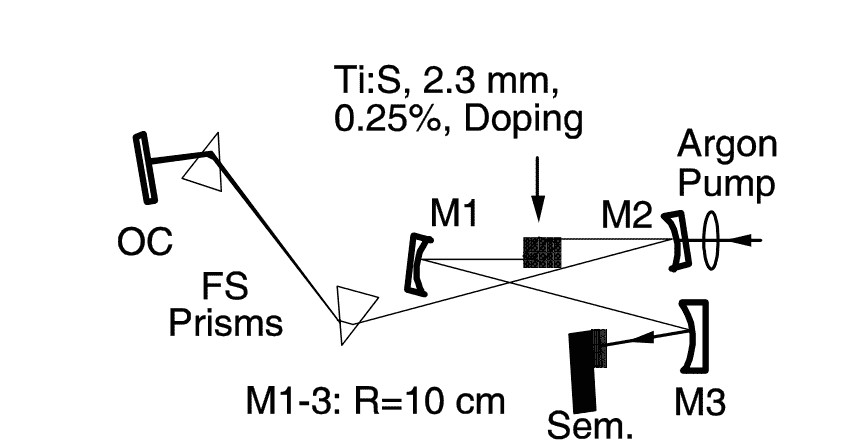 Ti:S, 2.3 mm,
0.25%, Doping
Argon
Pump
M1
M2
OC
FS
Prisms
M1-3: R=10 cm
M3
Sem.